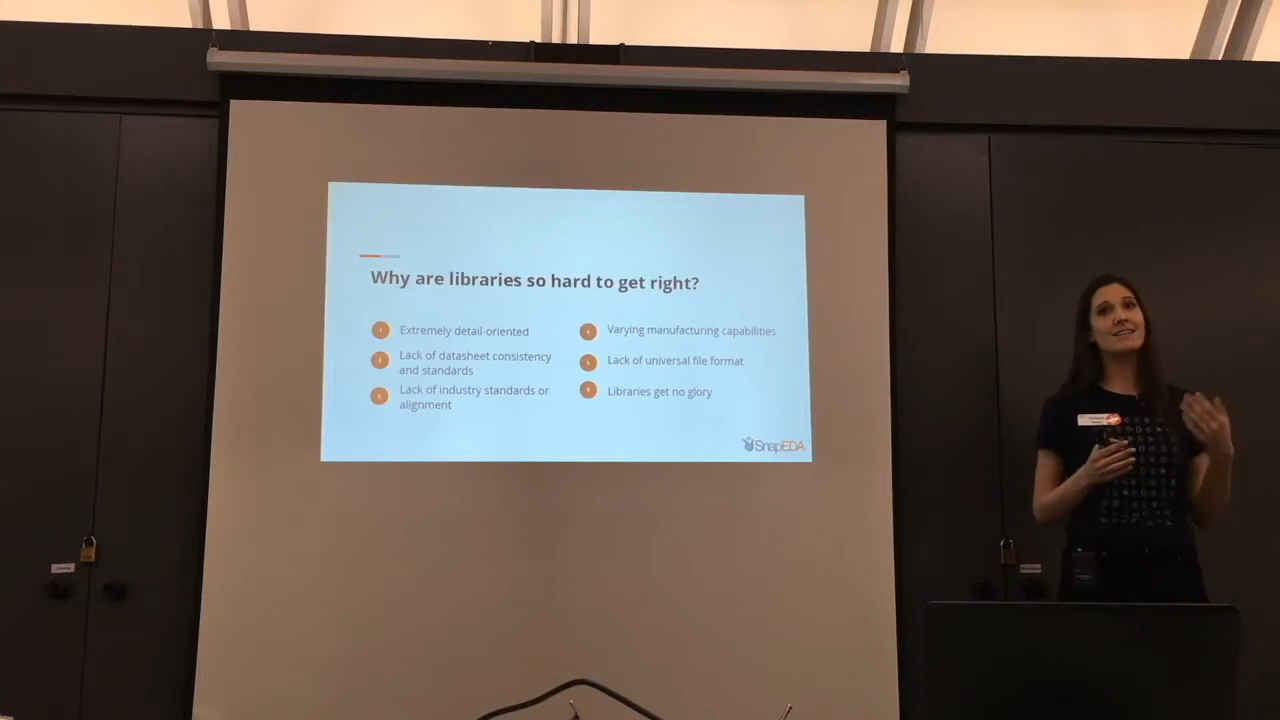 Why are libraries so hard to get right?
Extremely detail-oriented
Lack of datasheet consistency
and standards
Lack of industry standards or
alignment
Varying manufacturing capabilities
Lack of universal file format
Libraries get no glory
SnapEDA